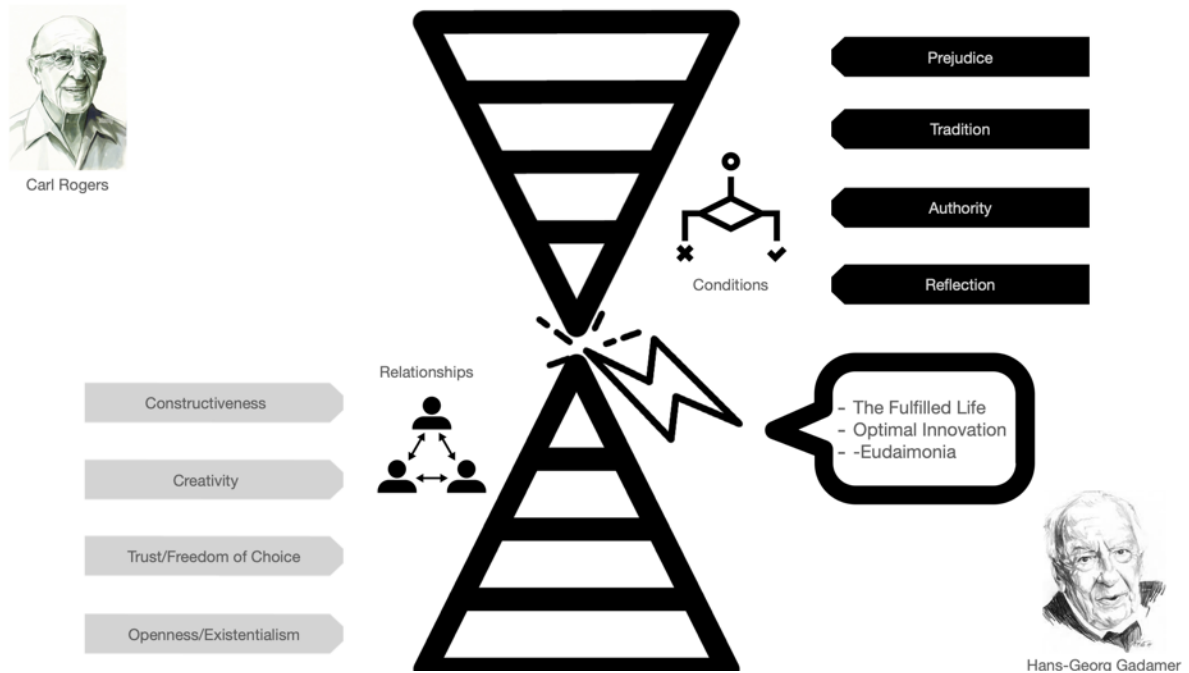 Carl Rogers
Prejudice
Tradition
Authority
Reflection
Conditions
Relationships
Constructiveness
Creativity
Trust/Freedom of Choice
Openness/Existentialism
- The Fulfilled Life
- Optimal Innovation
- -Eudaimonia
Hans-Georg Gadamer